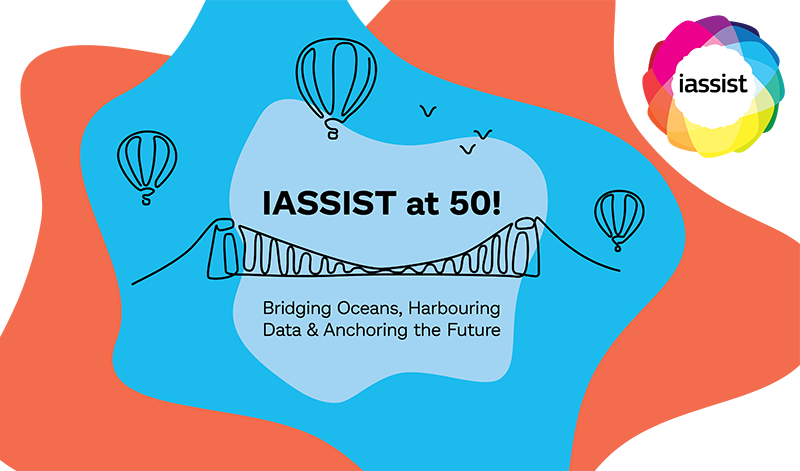 iassist
IASSIST at 50!
Bridging Oceans, Harbouring
Data & Anchoring the Future